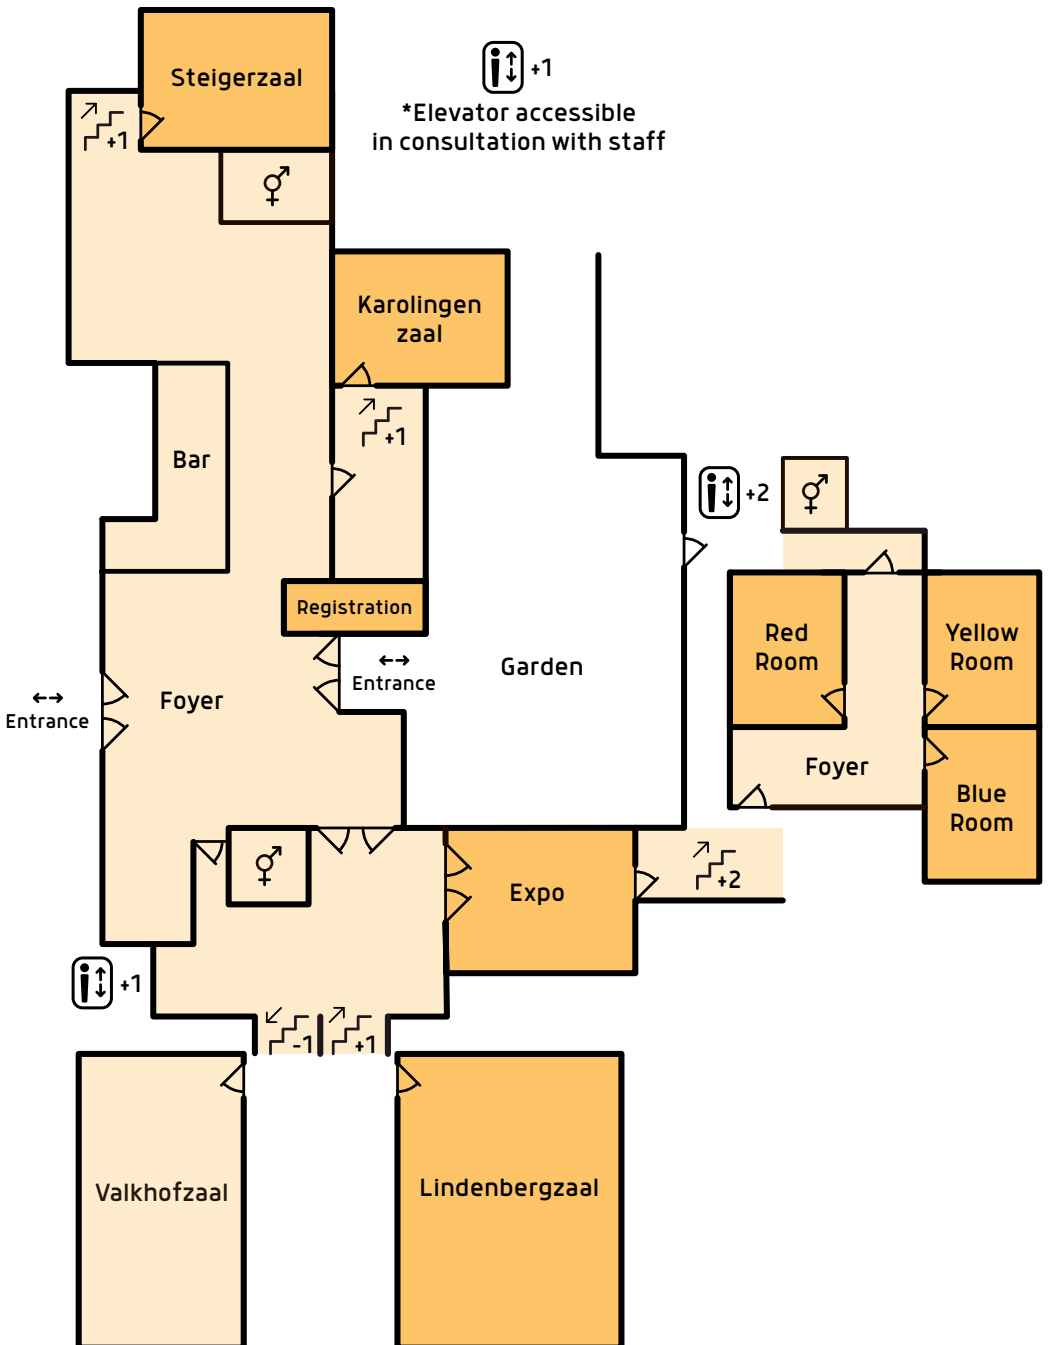 Steigerzaal
+1
*Elevator accessible
in consultation with staff
+1
Karolingen
zaal
+1
Bar
+2
Registration
Red
Room
Yellow
Room
Garden
Entrance
Foyer
Entrance
Foyer
Blue
Room
Expo
+2
+1
-1
+1
Valkhofzaal
Lindenbergzaal